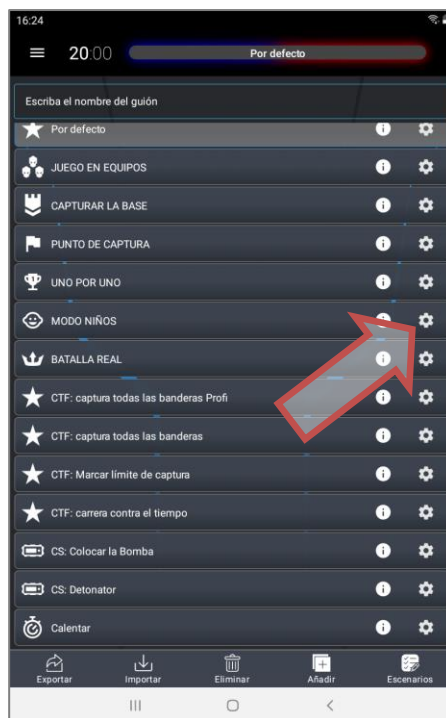 16:24
20:00
Por defecto
Escriba el nombre del guión
Por defecto
JUEGO EN EQUIPOS
CAPTURAR LA BASE
PUNTO DE CAPTURA
UNO POR UNO
MODO NIÑOS
BATALLA REAL
CTF: captura todas las banderas Profi
CTF: captura todas las banderas
CTF: Marcar límite de captura
CTF: carrera contra el tiempo
CS: Colocar la Bomba
CS: Detonator
Calentar
Exportar Importar Eliminar Añadir Escenarios